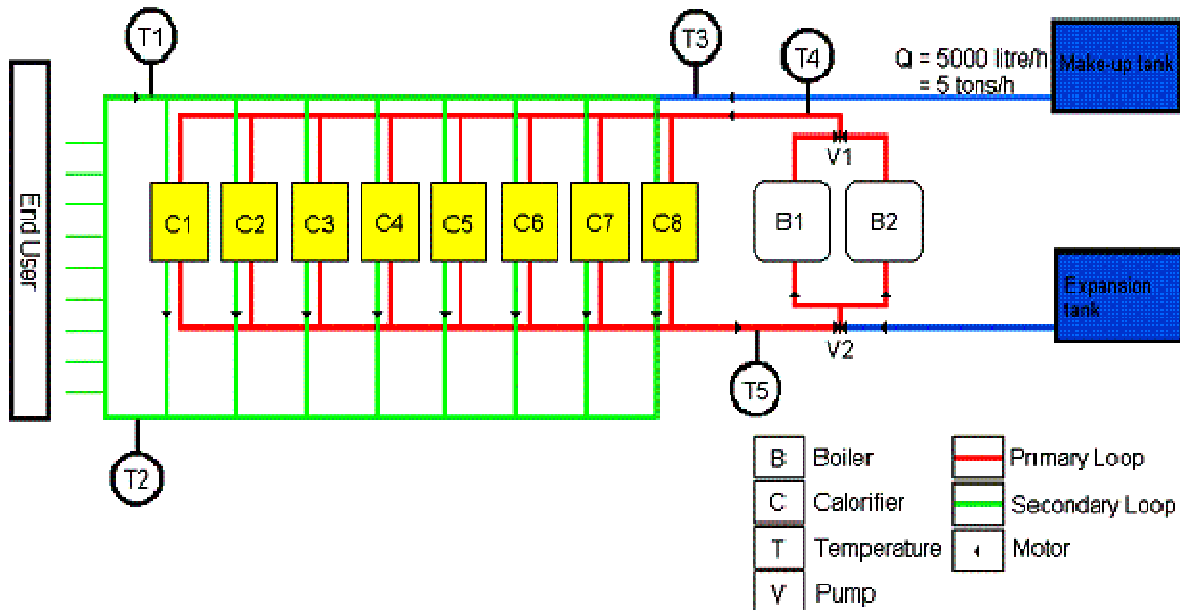 T1
T3
T4
Q = 5000 litre/h
= 5 tons/h
Make-up tank
V1
End User
C1
C2
C3
C4
C5
C6
C7
C8
B1
B2
Expansion
tank
V2
T5
T2
B Boiler
Primary Loop
C Calorifier
Secondary Loop
T Temperature
Motor
V Pump